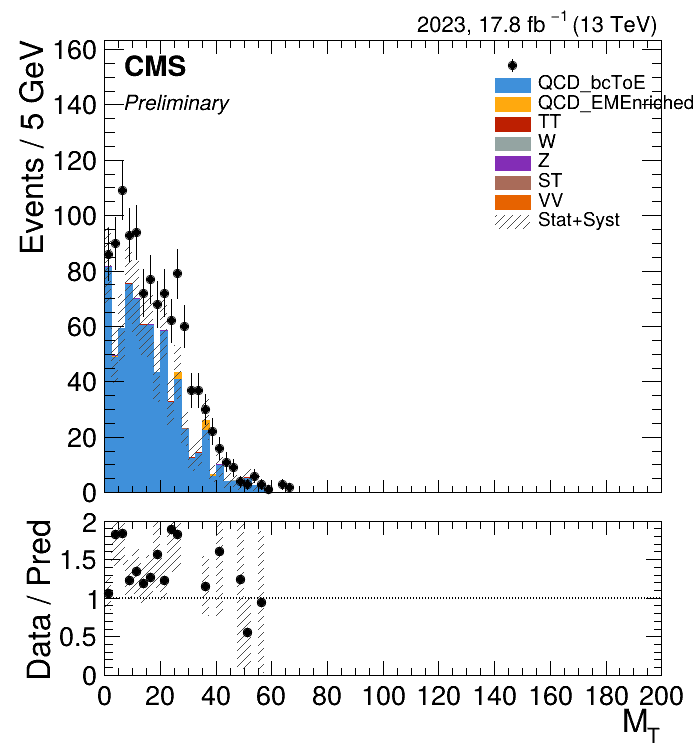 2023, 17.8 fb⁻¹ (13 TeV)
CMS
Preliminary
Events / 5 GeV
160
140
120
100
80
60
40
20
0
QCD_bcToE
QCD_EMEnriched
TT
W
Z
ST
VV
Stat+Syst
Data / Pred
2
1.5
1
0.5
0
0 20 40 60 80 100 120 140 160 180 200
M_T